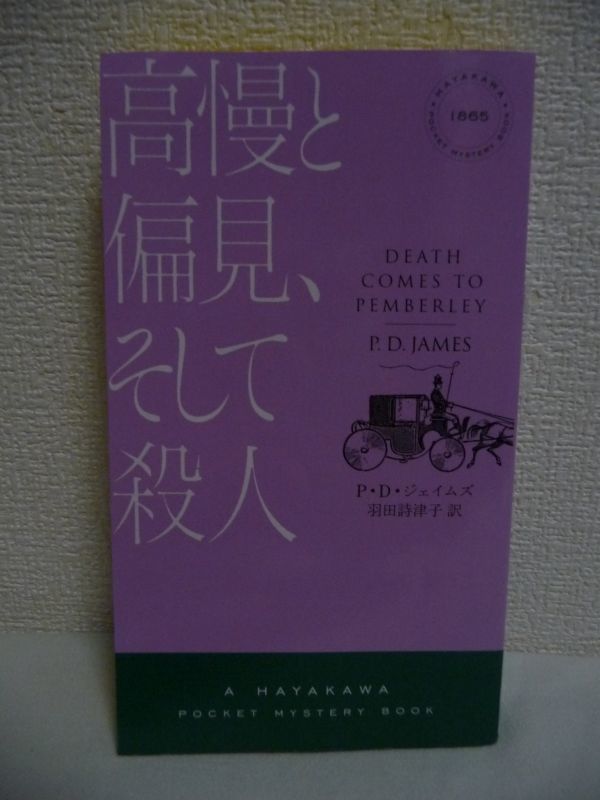 高慢と
偏見、
そして
殺人
HAYAKAWA
1865
POCKET MYSTERY BOOK
DEATH
COMES TO
PEMBERLEY
P. D. JAMES
P・D・ジェイムズ
羽田詩津子 訳
A HAYAKAWA
POCKET MYSTERY BOOK